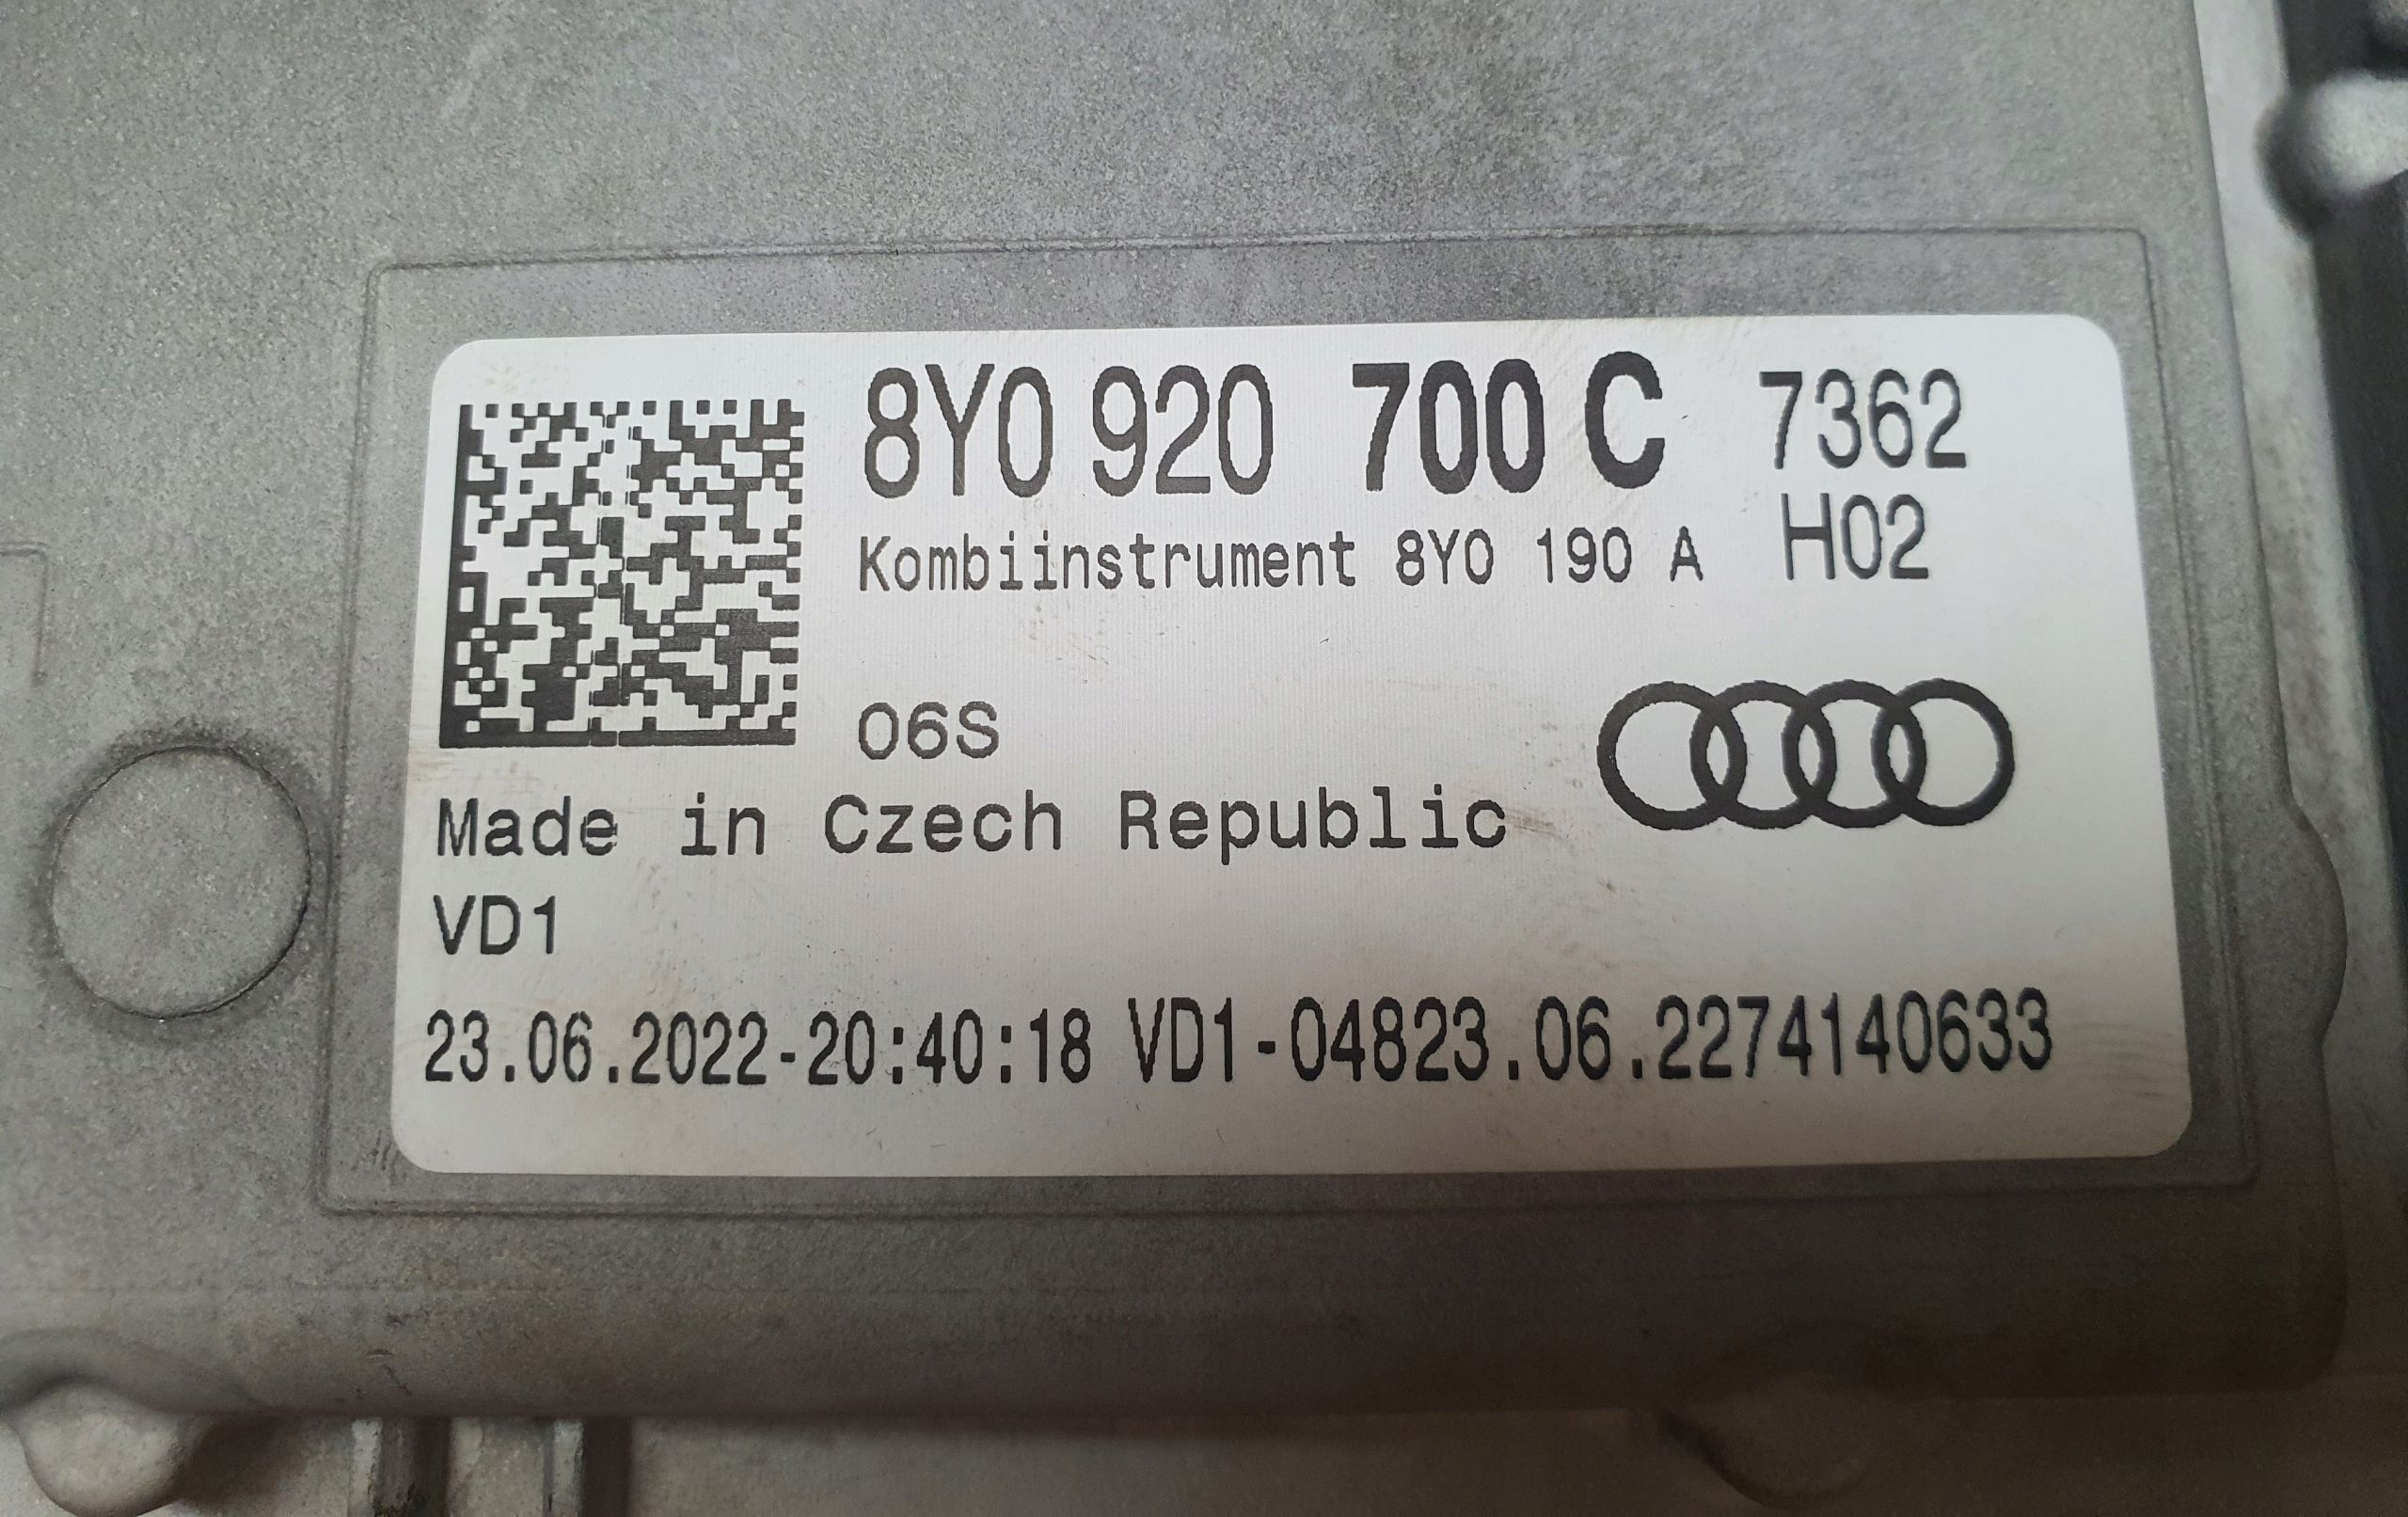 8Y0 920 700 C 7362
H02
Kombiinstrument 8Y0 190 A
06S
Made in Czech Republic
VD1
23.06.2022-20:40:18 VD1-04823.06.2274140633